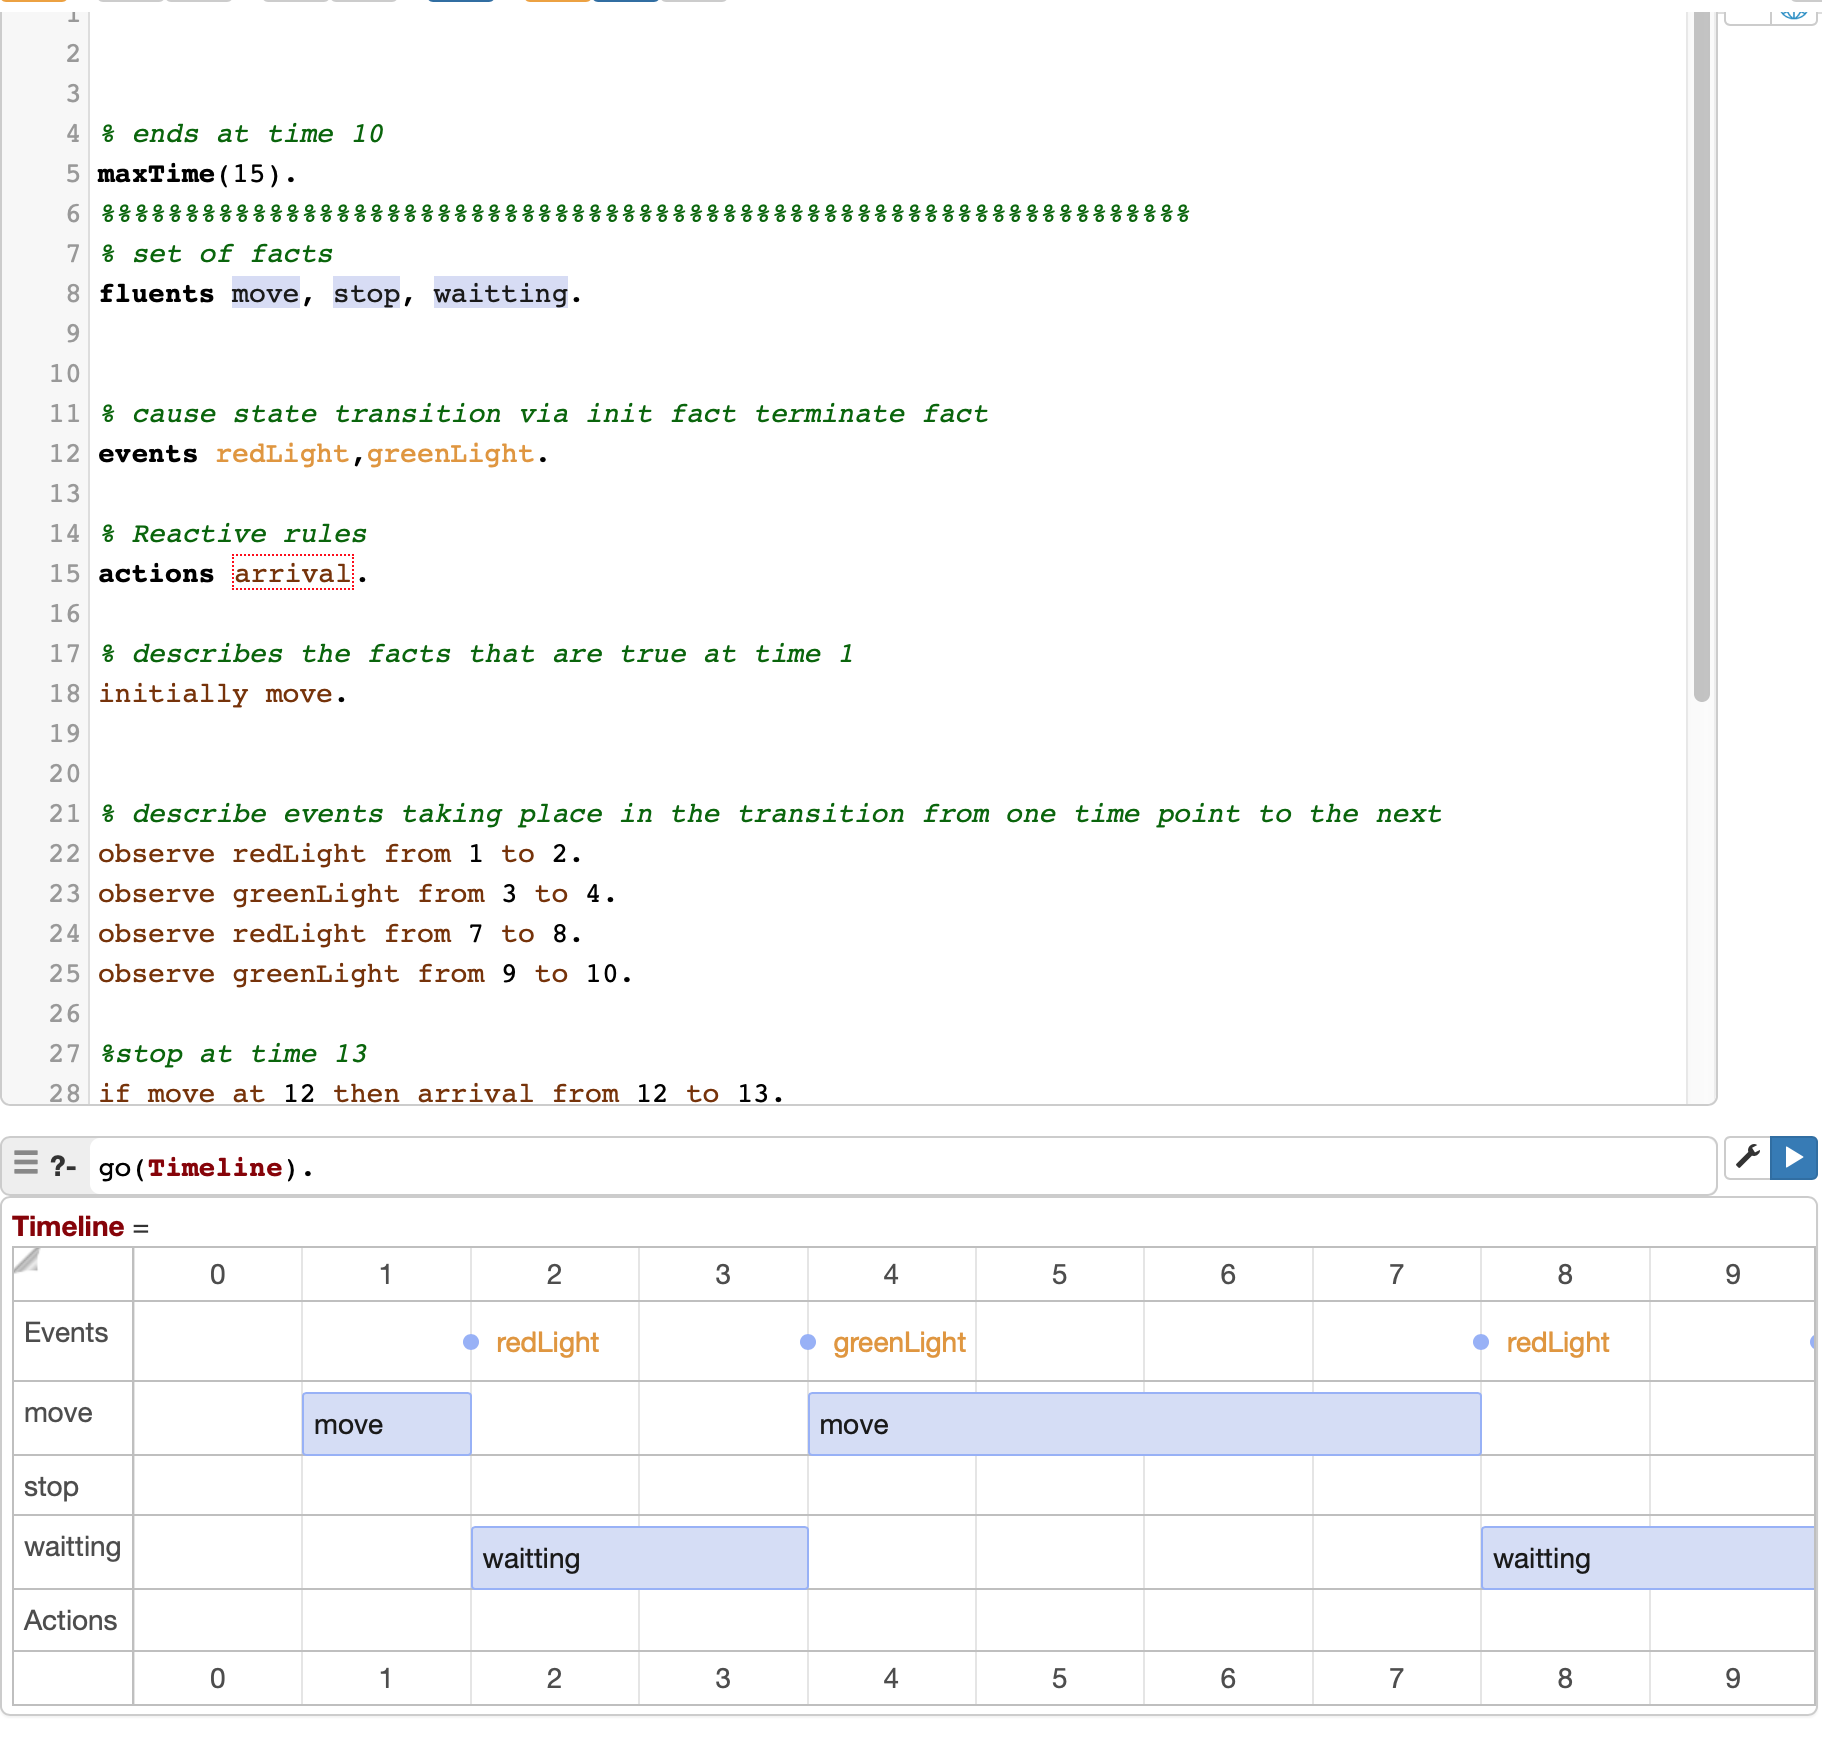 1
2
3
4 % ends at time 10
5 maxTime(15).
6 %%%%%%%%%%%%%%%%%%%%%%%%%%%%%%%%%%%%%%%%%%%%%%%%%%%%%%%%%%%%%%%%%
7 % set of facts
8 fluents move, stop, waitting.
9
10
11 % cause state transition via init fact terminate fact
12 events redLight,greenLight.
13
14 % Reactive rules
15 actions arrival.
16
17 % describes the facts that are true at time 1
18 initially move.
19
20
21 % describe events taking place in the transition from one time point to the next
22 observe redLight from 1 to 2.
23 observe greenLight from 3 to 4.
24 observe redLight from 7 to 8.
25 observe greenLight from 9 to 10.
26
27 %stop at time 13
28 if move at 12 then arrival from 12 to 13.
?- go(Timeline).
Timeline =
0 1 2 3 4 5 6 7 8 9
Events redLight greenLight redLight
move move move
stop
waitting waitting waitting
Actions
0 1 2 3 4 5 6 7 8 9